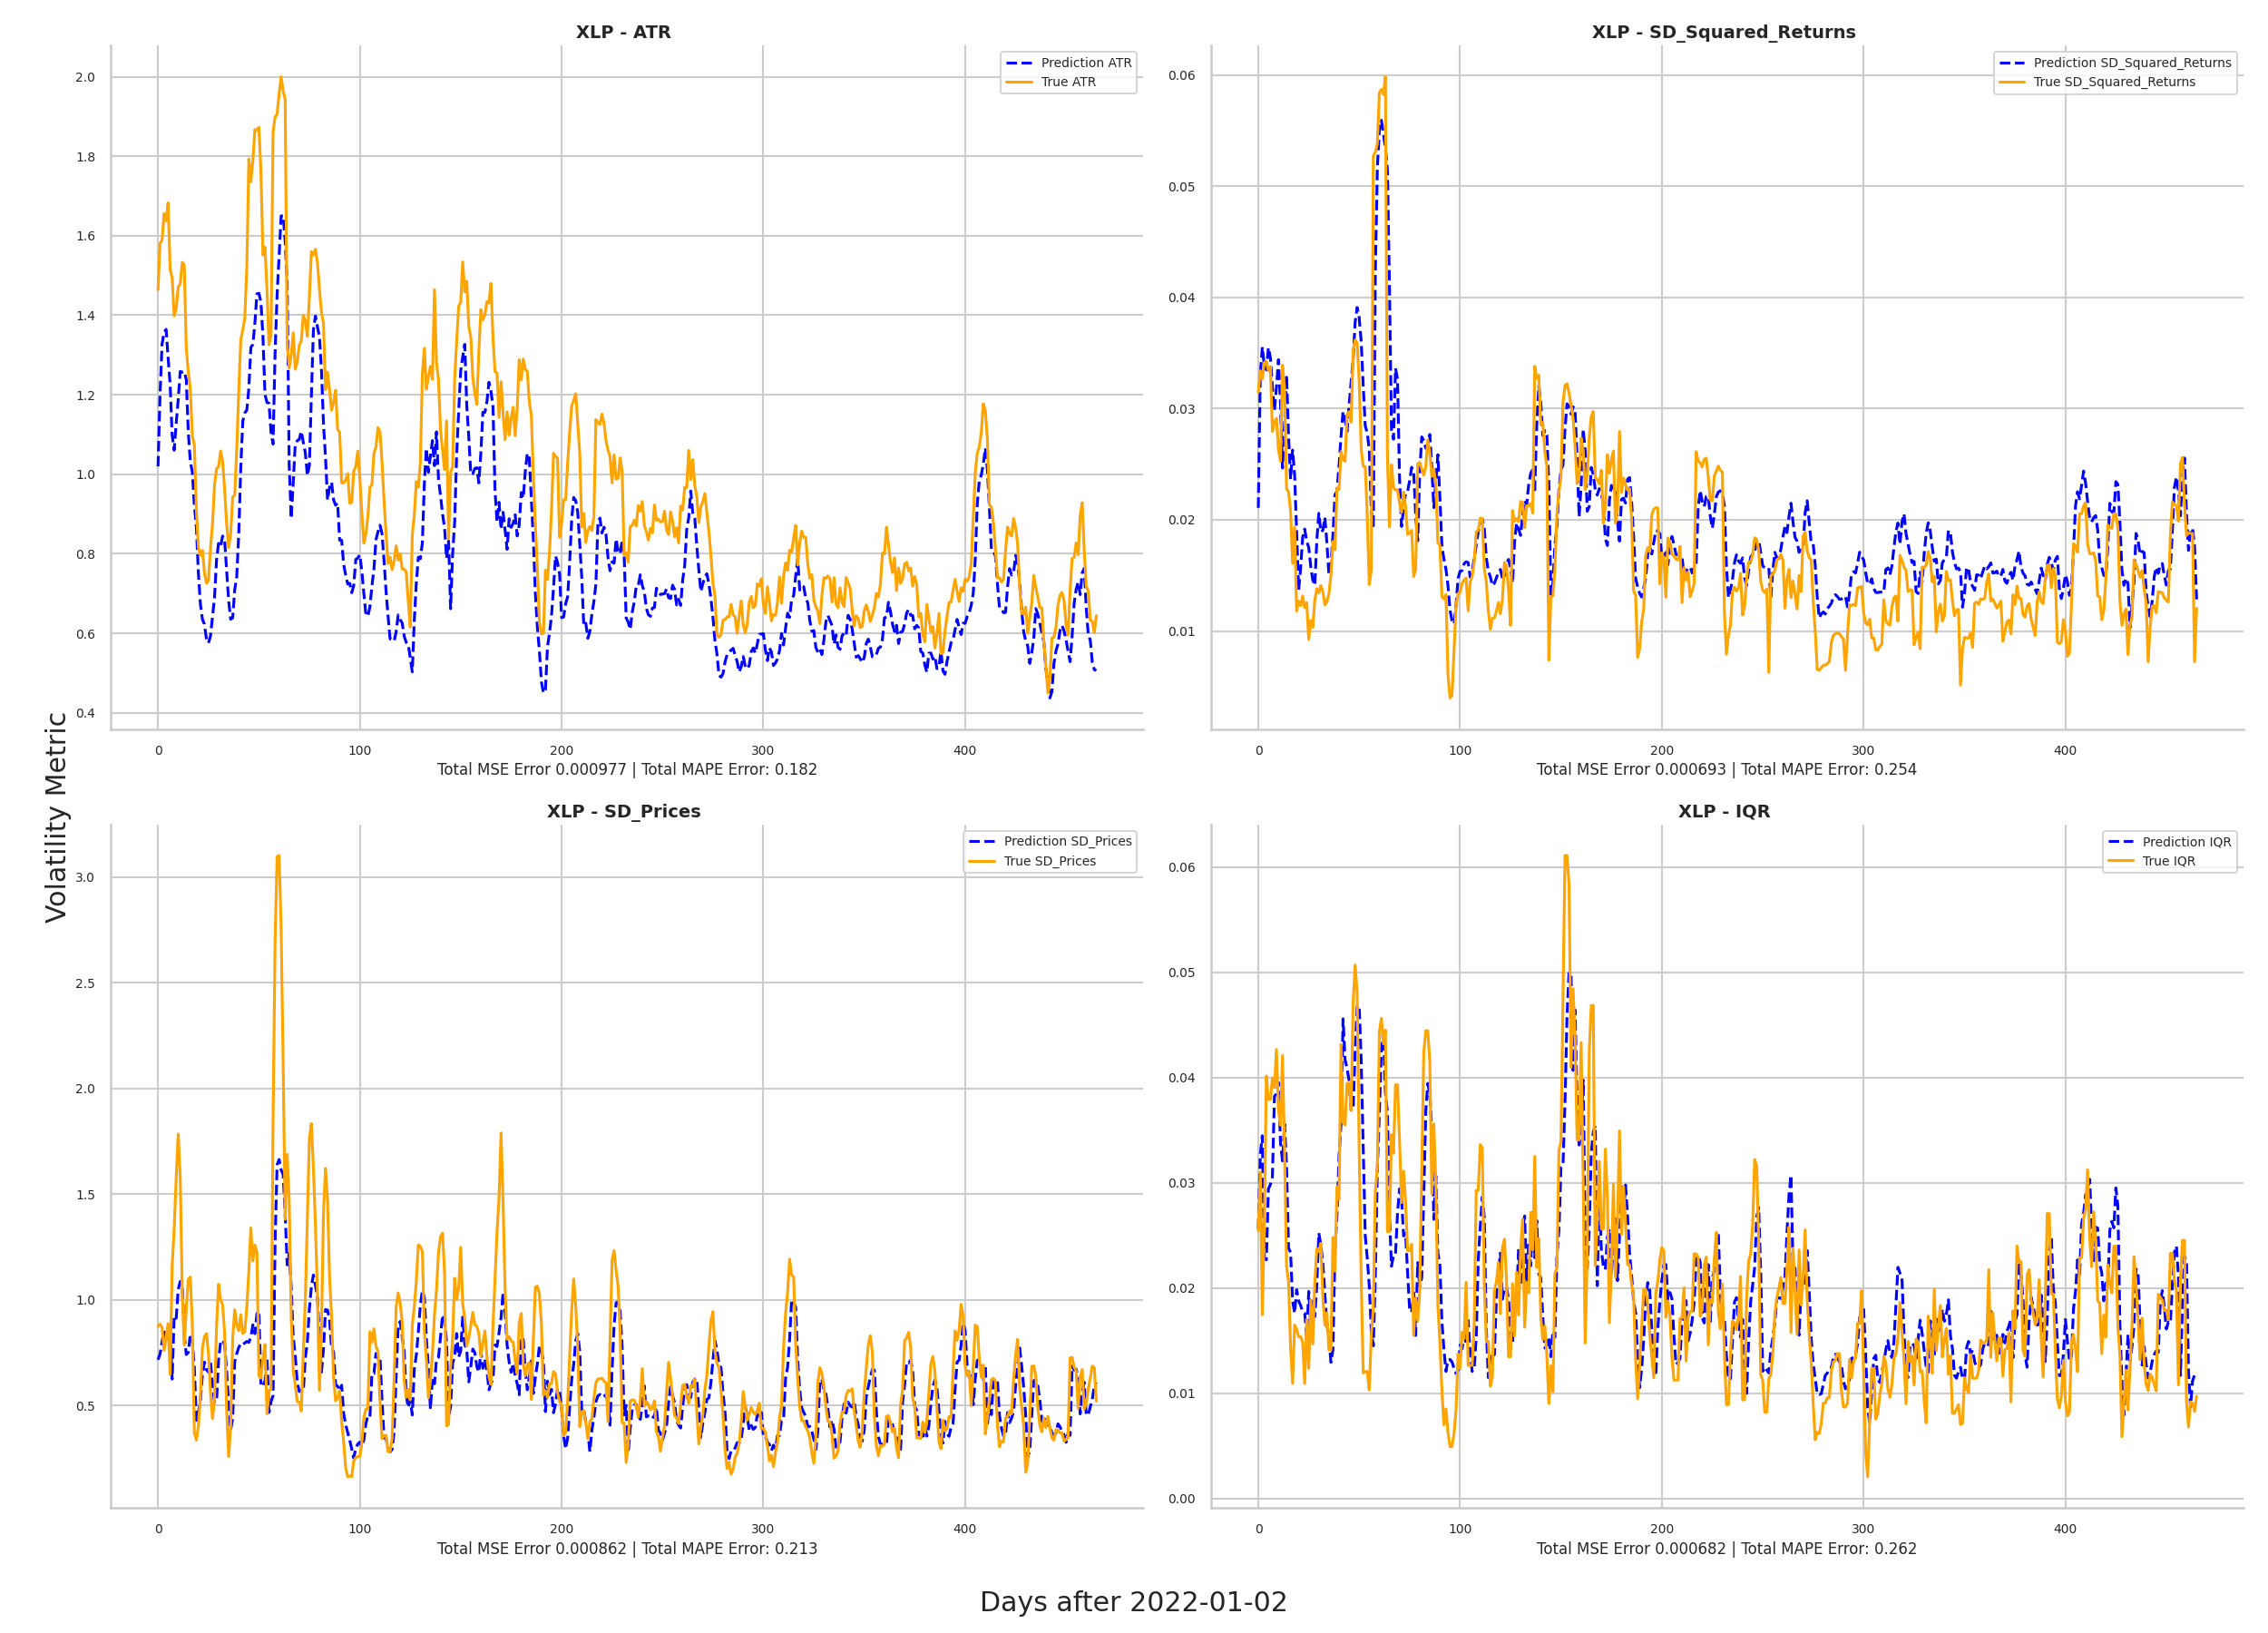 XLP - ATR
Prediction ATR
True ATR
2.0
1.8
1.6
1.4
1.2
1.0
0.8
0.6
0.4
0 100 200 300 400
Total MSE Error 0.000977 | Total MAPE Error: 0.182
XLP - SD_Squared_Returns
Prediction SD_Squared_Returns
True SD_Squared_Returns
0.06
0.05
0.04
0.03
0.02
0.01
0 100 200 300 400
Total MSE Error 0.000693 | Total MAPE Error: 0.254
Volatility Metric
XLP - SD_Prices
Prediction SD_Prices
True SD_Prices
3.0
2.5
2.0
1.5
1.0
0.5
0 100 200 300 400
Total MSE Error 0.000862 | Total MAPE Error: 0.213
XLP - IQR
Prediction IQR
True IQR
0.06
0.05
0.04
0.03
0.02
0.01
0.00
0 100 200 300 400
Total MSE Error 0.000682 | Total MAPE Error: 0.262
Days after 2022-01-02